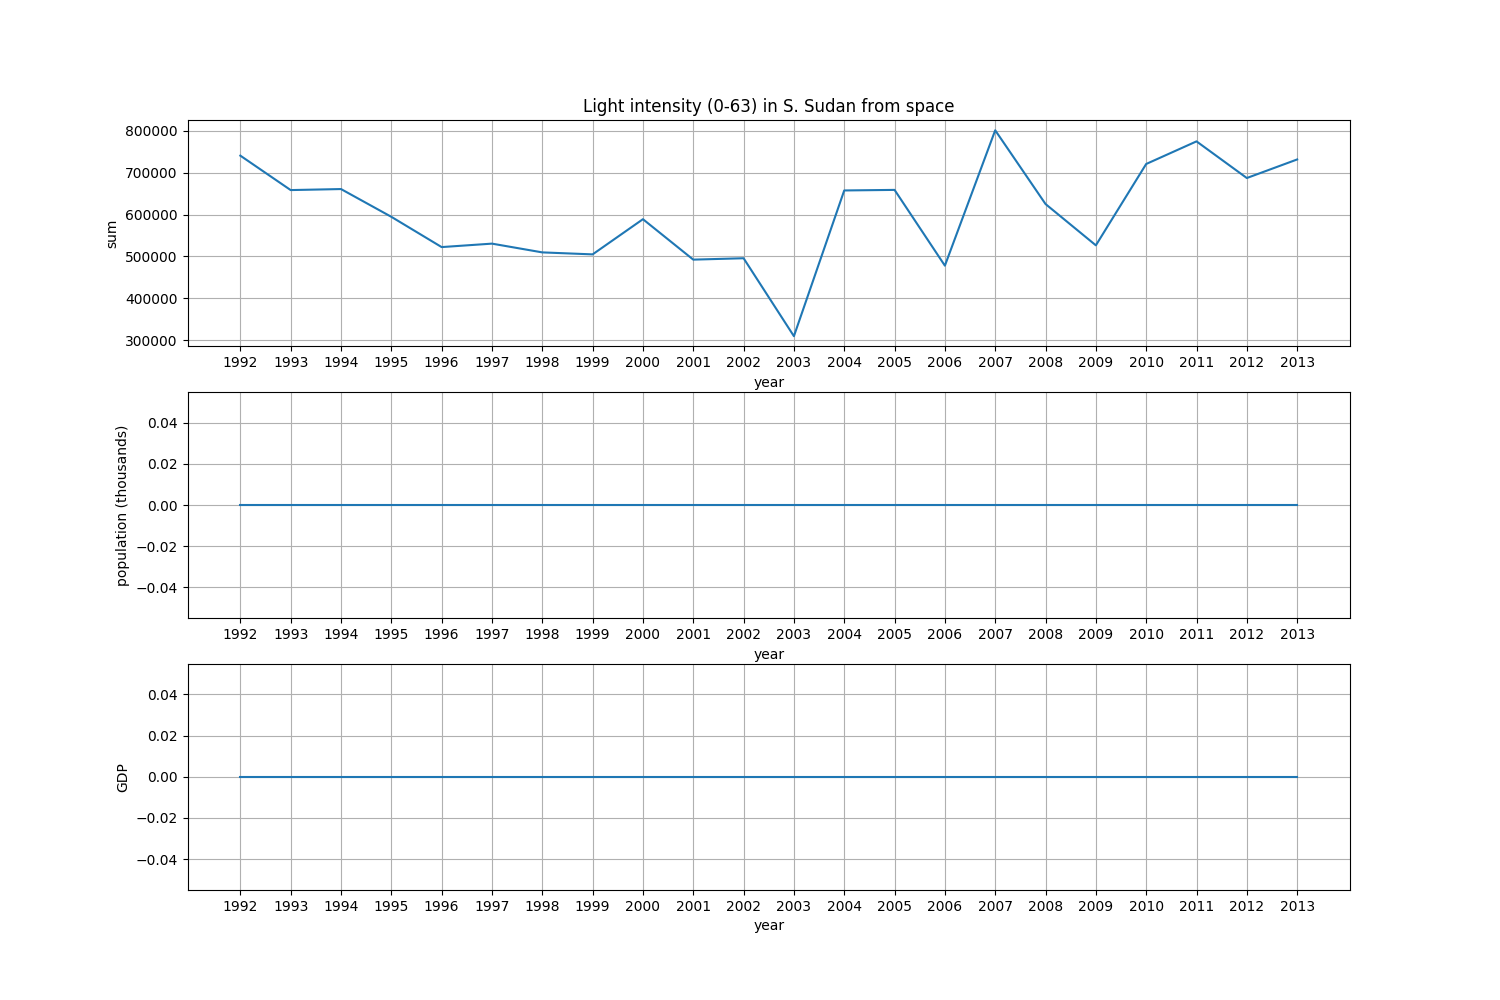 Light intensity (0-63) in S. Sudan from space
800000
700000
600000
500000
400000
300000
sum
1992 1993 1994 1995 1996 1997 1998 1999 2000 2001 2002 2003 2004 2005 2006 2007 2008 2009 2010 2011 2012 2013
year
0.04
0.02
0.00
−0.02
−0.04
population (thousands)
1992 1993 1994 1995 1996 1997 1998 1999 2000 2001 2002 2003 2004 2005 2006 2007 2008 2009 2010 2011 2012 2013
year
0.04
0.02
0.00
−0.02
−0.04
GDP
1992 1993 1994 1995 1996 1997 1998 1999 2000 2001 2002 2003 2004 2005 2006 2007 2008 2009 2010 2011 2012 2013
year